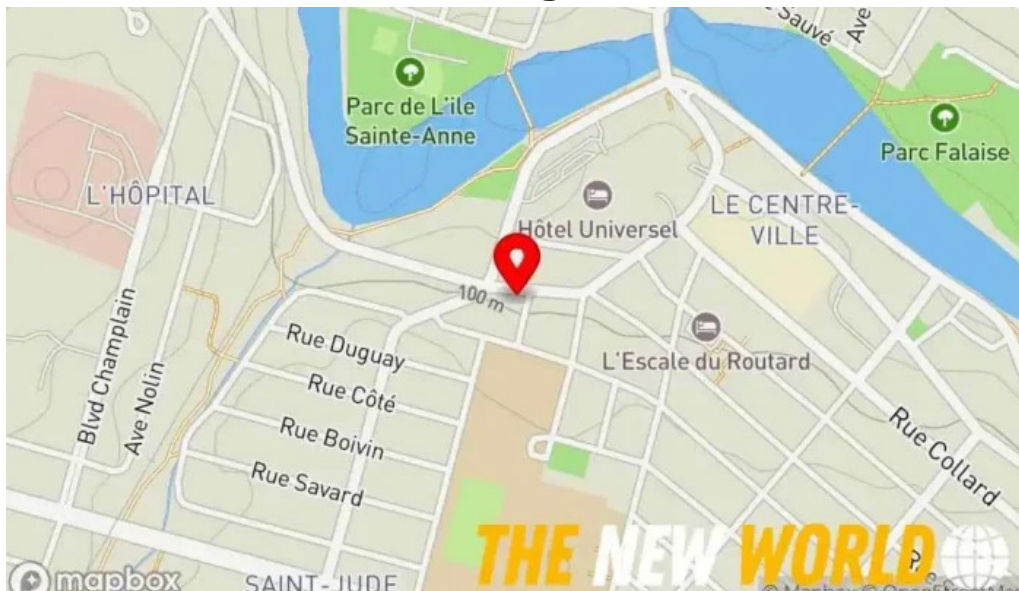 Sauvé
Ave
Parc de L'île
Sainte-Anne
Parc Falaise
L'HÔPITAL
LE CENTRE-
VILLE
Hôtel Universel
100 m
Blvd Champlain
Ave Nolin
Rue Duguay
L'Escale du Routard
Rue Côté
Rue Boivin
Rue Collard
Rue Savard
THE NEW WORLD
mapbox
SAINT-JUDE
© Mapbox © OpenStreetMap